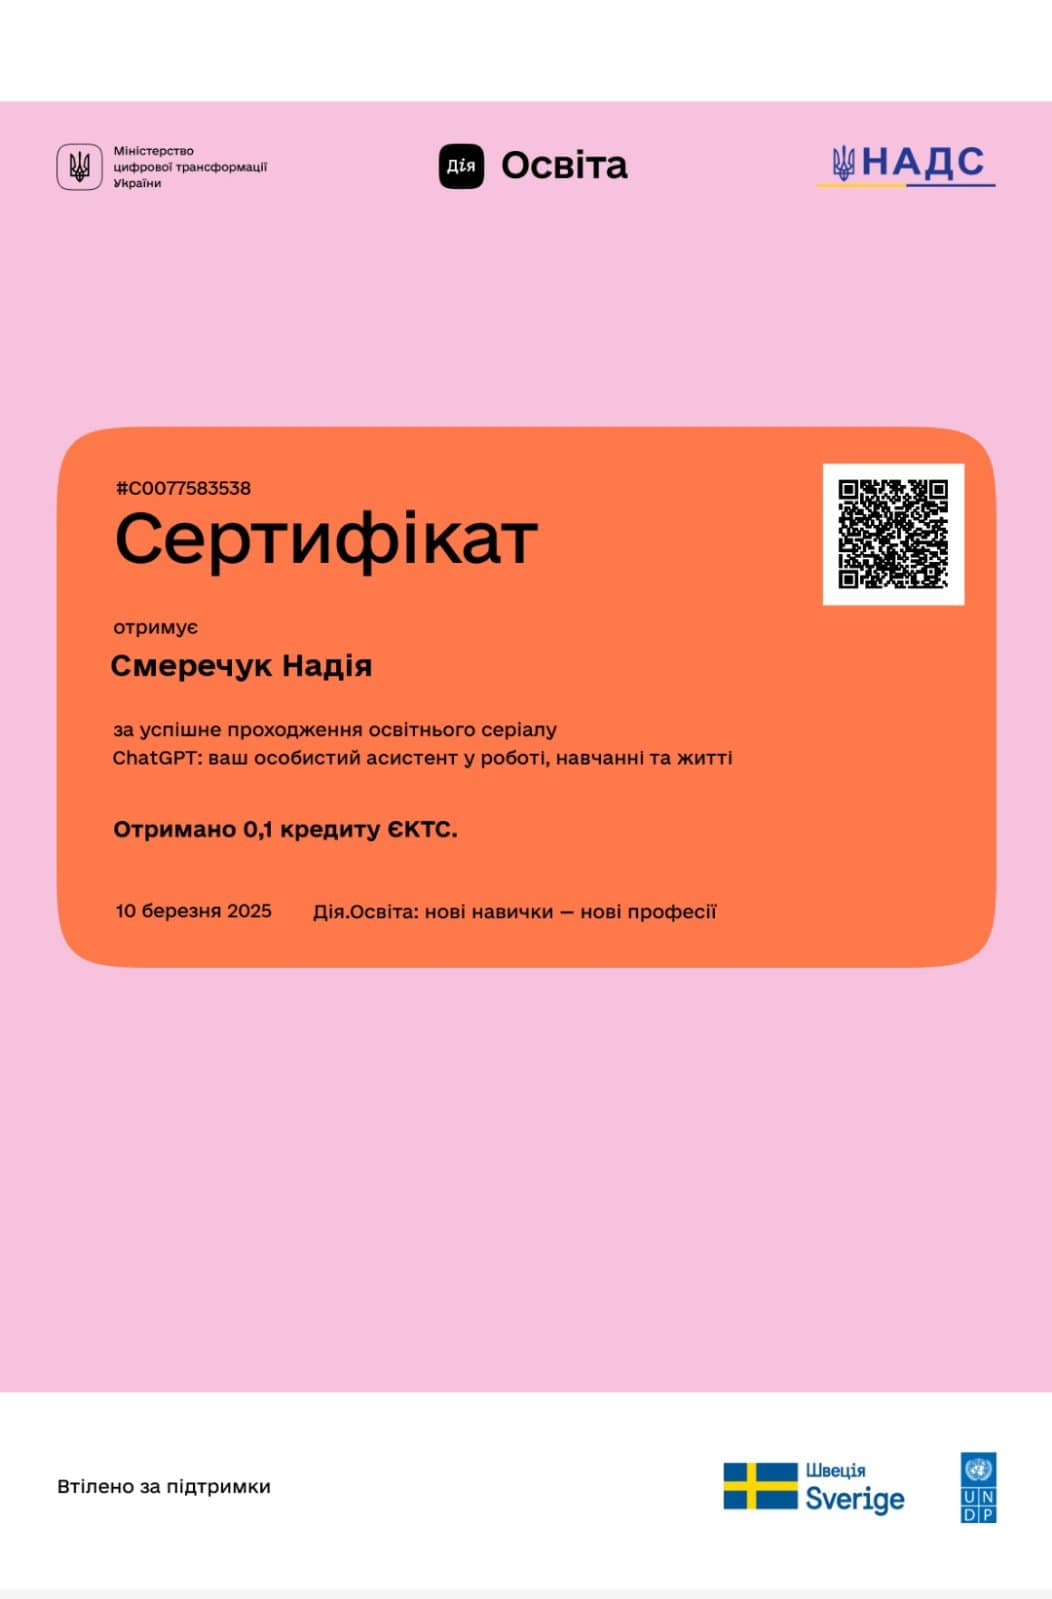 Міністерство
цифрової трансформації
України
Дія Освіта
НАДС
#C0077583538
Сертифікат
отримує
Смеречук Надія
за успішне проходження освітнього серіалу
ChatGPT: ваш особистий асистент у роботі, навчанні та житті
Отримано 0,1 кредиту ЄКТС.
10 березня 2025 Дія.Освіта: нові навички — нові професії
Втілено за підтримки
Швеція
Sverige
U N
D P